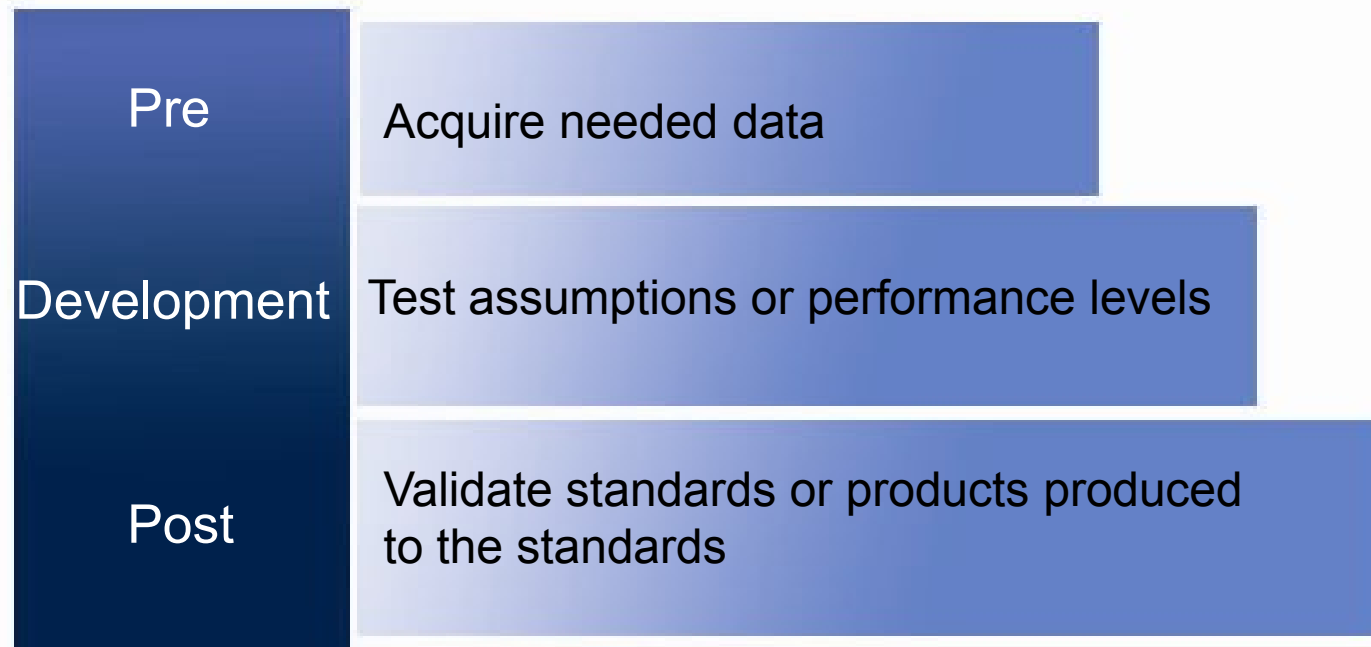 Pre
Acquire needed data
Development
Test assumptions or performance levels
Post
Validate standards or products produced
to the standards